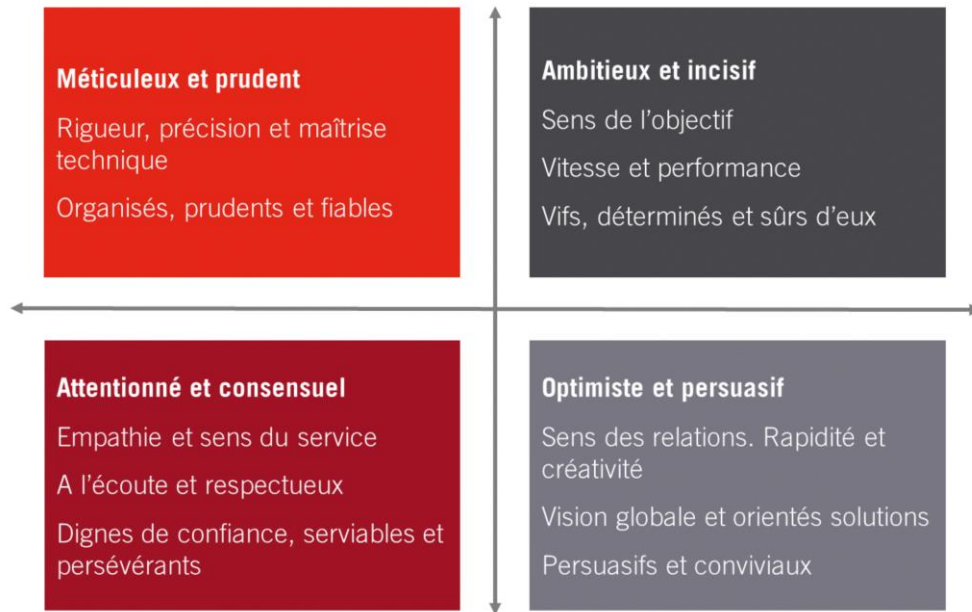 Méticuleux et prudent
Rigueur, précision et maîtrise
technique
Organisés, prudents et fiables
Ambitieux et incisif
Sens de l'objectif
Vitesse et performance
Vifs, déterminés et sûrs d'eux
Attentionné et consensuel
Empathie et sens du service
A l'écoute et respectueux
Dignes de confiance, serviables et
persévérants
Optimiste et persuasif
Sens des relations. Rapidité et
créativité
Vision globale et orientés solutions
Persuasifs et conviviaux